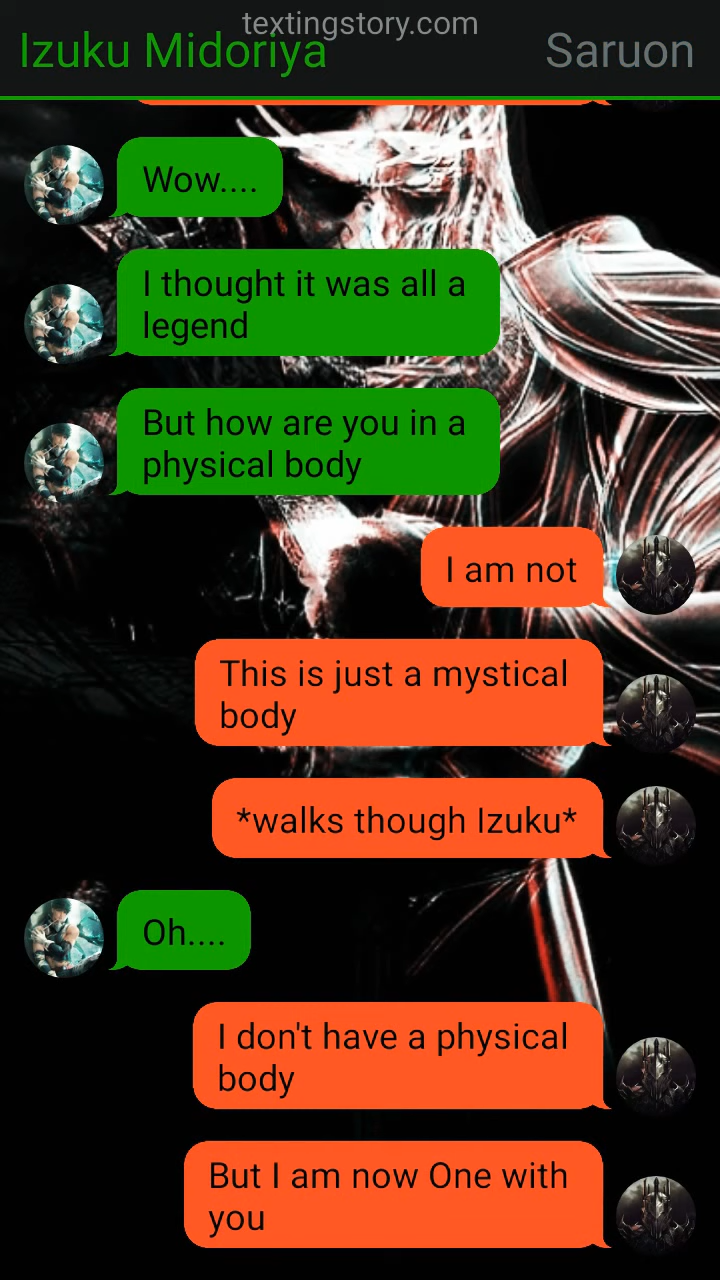 textingstory.com
Izuku Midoriya
Saruon
Wow....
I thought it was all a
legend
But how are you in a
physical body
I am not
This is just a mystical
body
*walks though Izuku*
Oh....
I don't have a physical
body
But I am now One with
you